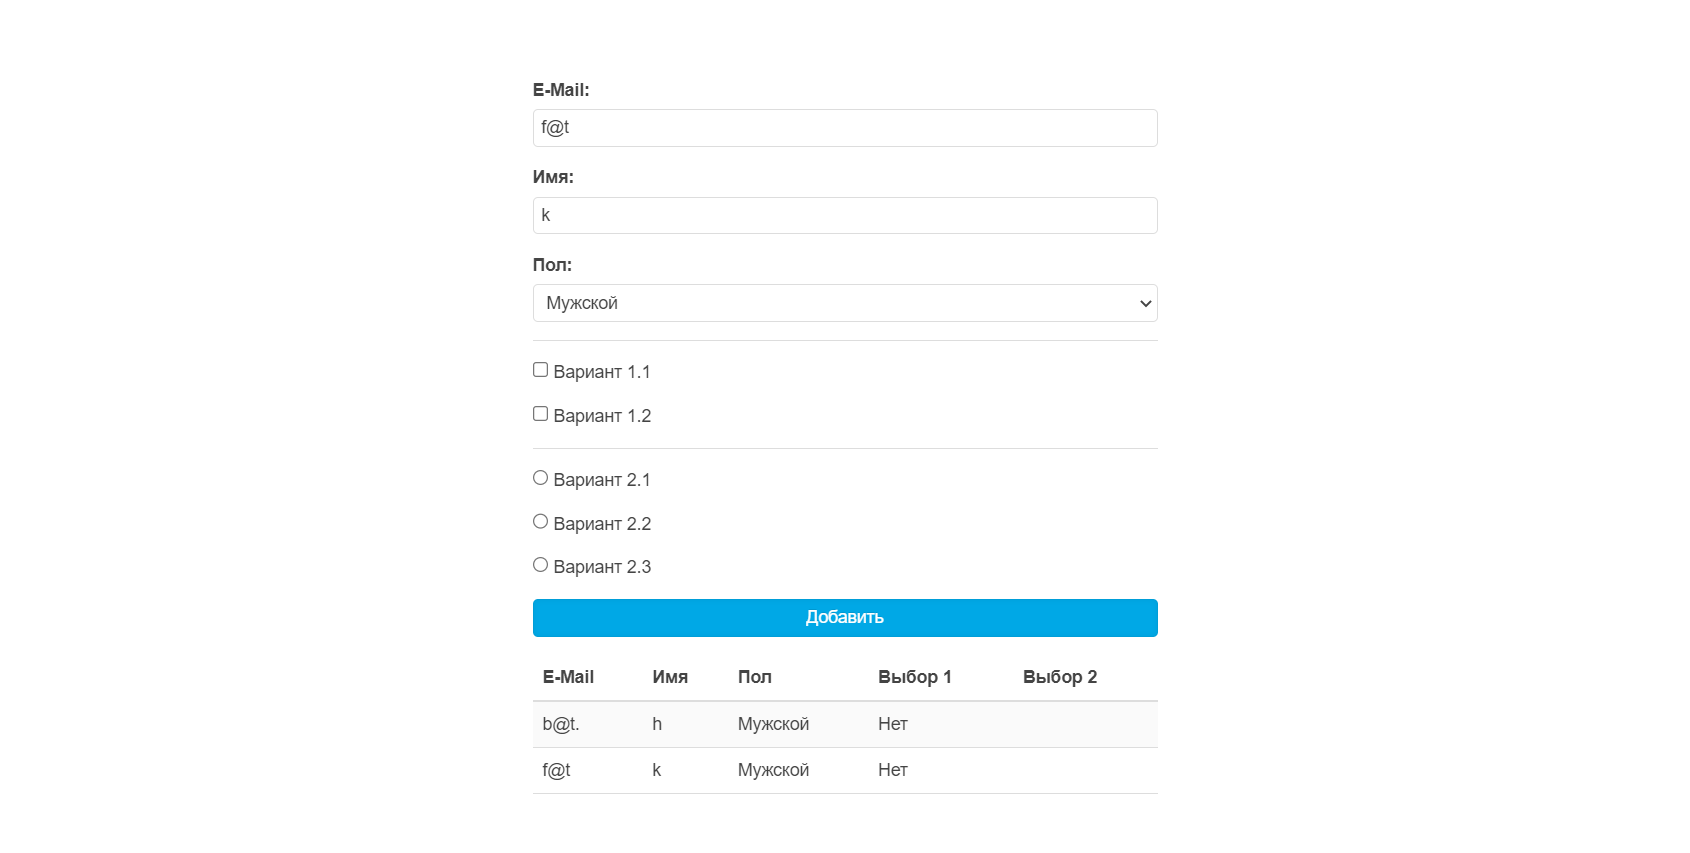 E-Mail:
f@t
Имя:
k
Пол:
Мужской
Вариант 1.1
Вариант 1.2
Вариант 2.1
Вариант 2.2
Вариант 2.3
Добавить
E-Mail Имя Пол Выбор 1 Выбор 2
b@t. h Мужской Нет
f@t k Мужской Нет